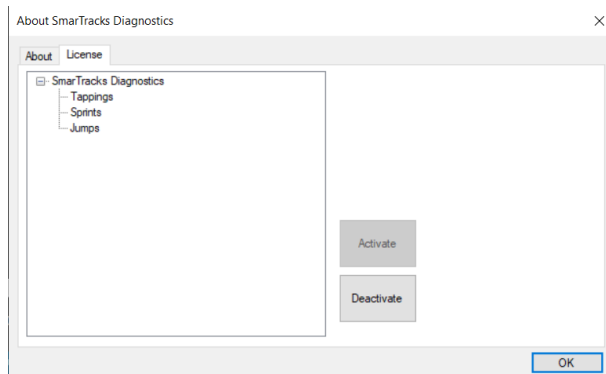 About SmarTracks Diagnostics
About License
SmarTracks Diagnostics
Tappings
Sprints
Jumps
Activate
Deactivate
OK